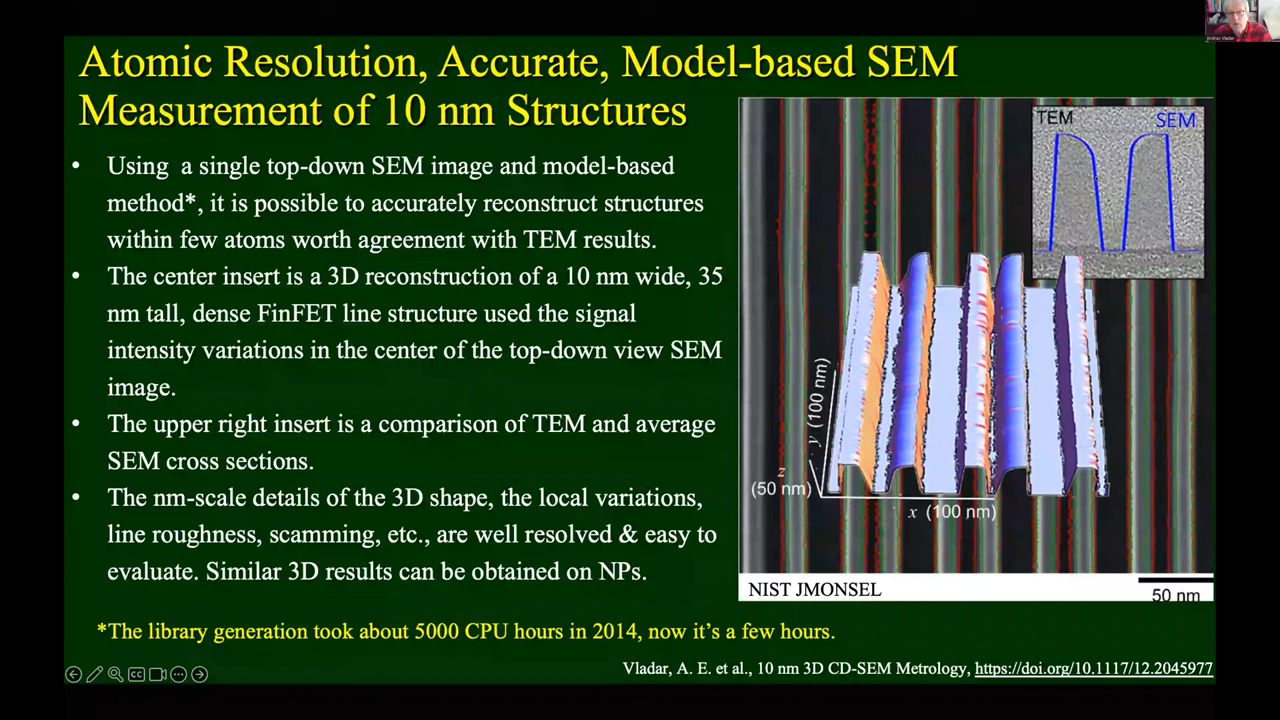 Atomic Resolution, Accurate, Model-based SEM
Measurement of 10 nm Structures
• Using a single top-down SEM image and model-based
method*, it is possible to accurately reconstruct structures
within few atoms worth agreement with TEM results.
• The center insert is a 3D reconstruction of a 10 nm wide, 35
nm tall, dense FinFET line structure used the signal
intensity variations in the center of the top-down view SEM
image.
• The upper right insert is a comparison of TEM and average
SEM cross sections.
• The nm-scale details of the 3D shape, the local variations,
line roughness, scamming, etc., are well resolved & easy to
evaluate. Similar 3D results can be obtained on NPs.
*The library generation took about 5000 CPU hours in 2014, now it's a few hours.
Vladar, A. E. et al., 10 nm 3D CD-SEM Metrology, https://doi.org/10.1117/12.2045977
TEM
SEM
y (100 nm)
z
(50 nm)
x (100 nm)
NIST JMONSEL
50 nm
Andras Vladar
CC